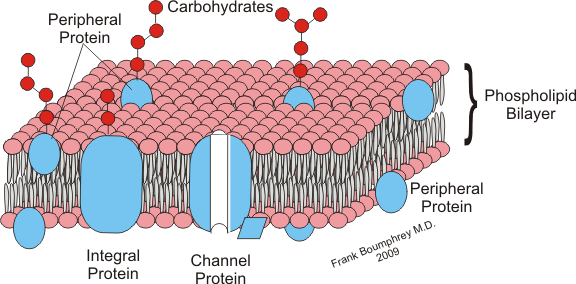 Carbohydrates
Peripheral
Protein
Phospholipid
Bilayer
Peripheral
Protein
Integral
Protein
Channel
Protein
Frank Boumphrey M.D.
2009